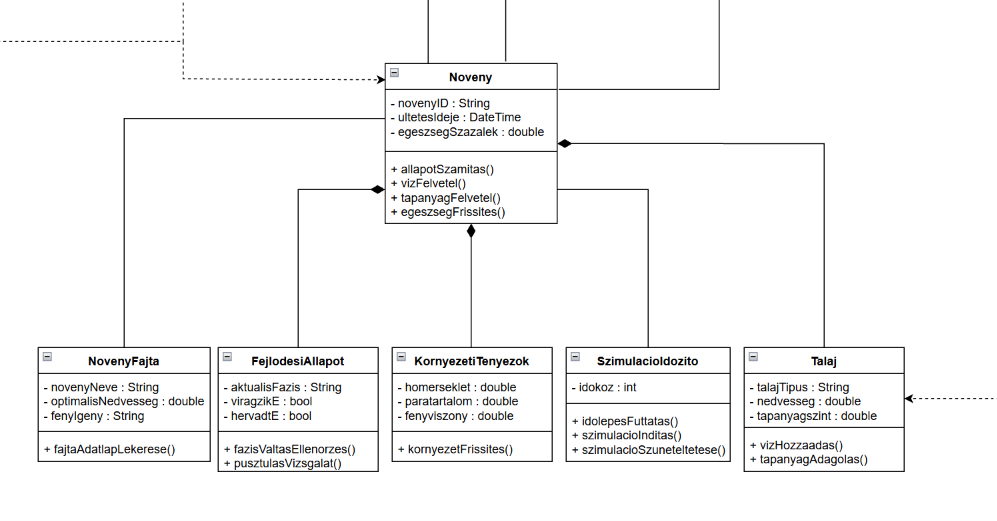 Noveny
- novenyID : String
- ultetesIdeje : DateTime
- egeszsegSzazalek : double
+ allapotSzamitas()
+ vizFelvetel()
+ tapanyagFelvetel()
+ egeszsegFrissites()
NovenyFajta
- novenyNeve : String
- optimalisNedvesseg : double
- fenyIgeny : String
+ fajtaAdatlapLekerese()
FejlodesiAllapot
- aktualisFazis : String
- viragzikE : bool
- hervadtE : bool
+ fazisValtasEllenorzes()
+ pusztulasVizsgalat()
KornyezetiTenyezok
- homerseklet : double
- paratartalom : double
- fenyviszony : double
+ kornyezetFrissites()
SzimulacioIdozito
- idokoz : int
+ idolepesFuttatas()
+ szimulacioInditas()
+ szimulacioSzuneteltetese()
Talaj
- talajTipus : String
- nedvesseg : double
- tapanyagszint : double
+ vizHozzaadas()
+ tapanyagAdagolas()